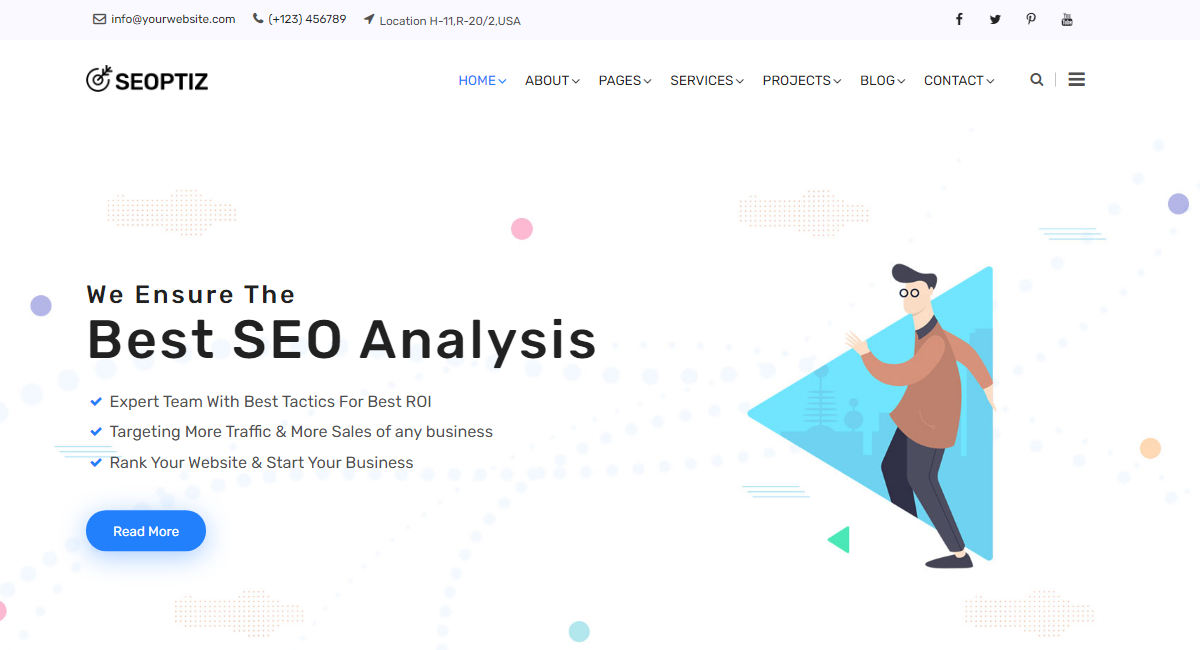 info@yourwebsite.com (+123) 456789 Location H-11,R-20/2,USA
SEOPTIZ
HOME ABOUT PAGES SERVICES PROJECTS BLOG CONTACT
We Ensure The
Best SEO Analysis
Expert Team With Best Tactics For Best ROI
Targeting More Traffic & More Sales of any business
Rank Your Website & Start Your Business
Read More